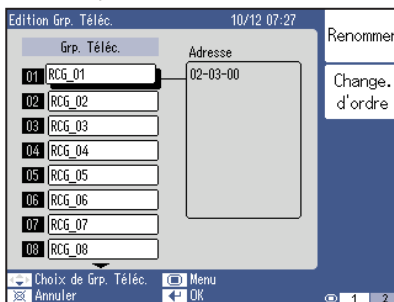 Edition Grp. Téléc. 10/12 07:27
Renommer
Grp. Téléc. Adresse
01 RCG_01 02-03-00
Change.
d'ordre
02 RCG_02
03 RCG_03
04 RCG_04
05 RCG_05
06 RCG_06
07 RCG_07
08 RCG_08
Choix de Grp. Téléc. Menu
Annuler OK 1 2